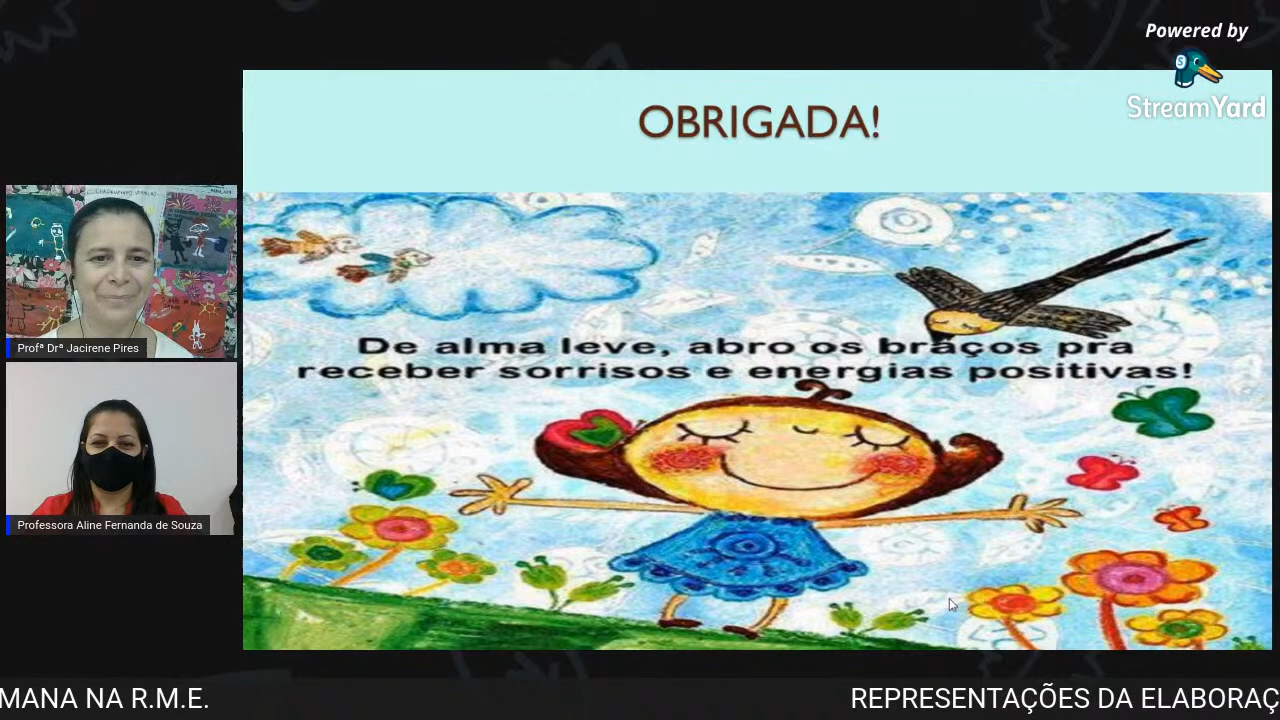 Powered by
StreamYard
OBRIGADA!
De alma leve, abro os braços pra
receber sorrisos e energias positivas!
Profª Drª Jacirene Pires
Professora Aline Fernanda de Souza
MANA NA R.M.E.
REPRESENTAÇÕES DA ELABORAÇ